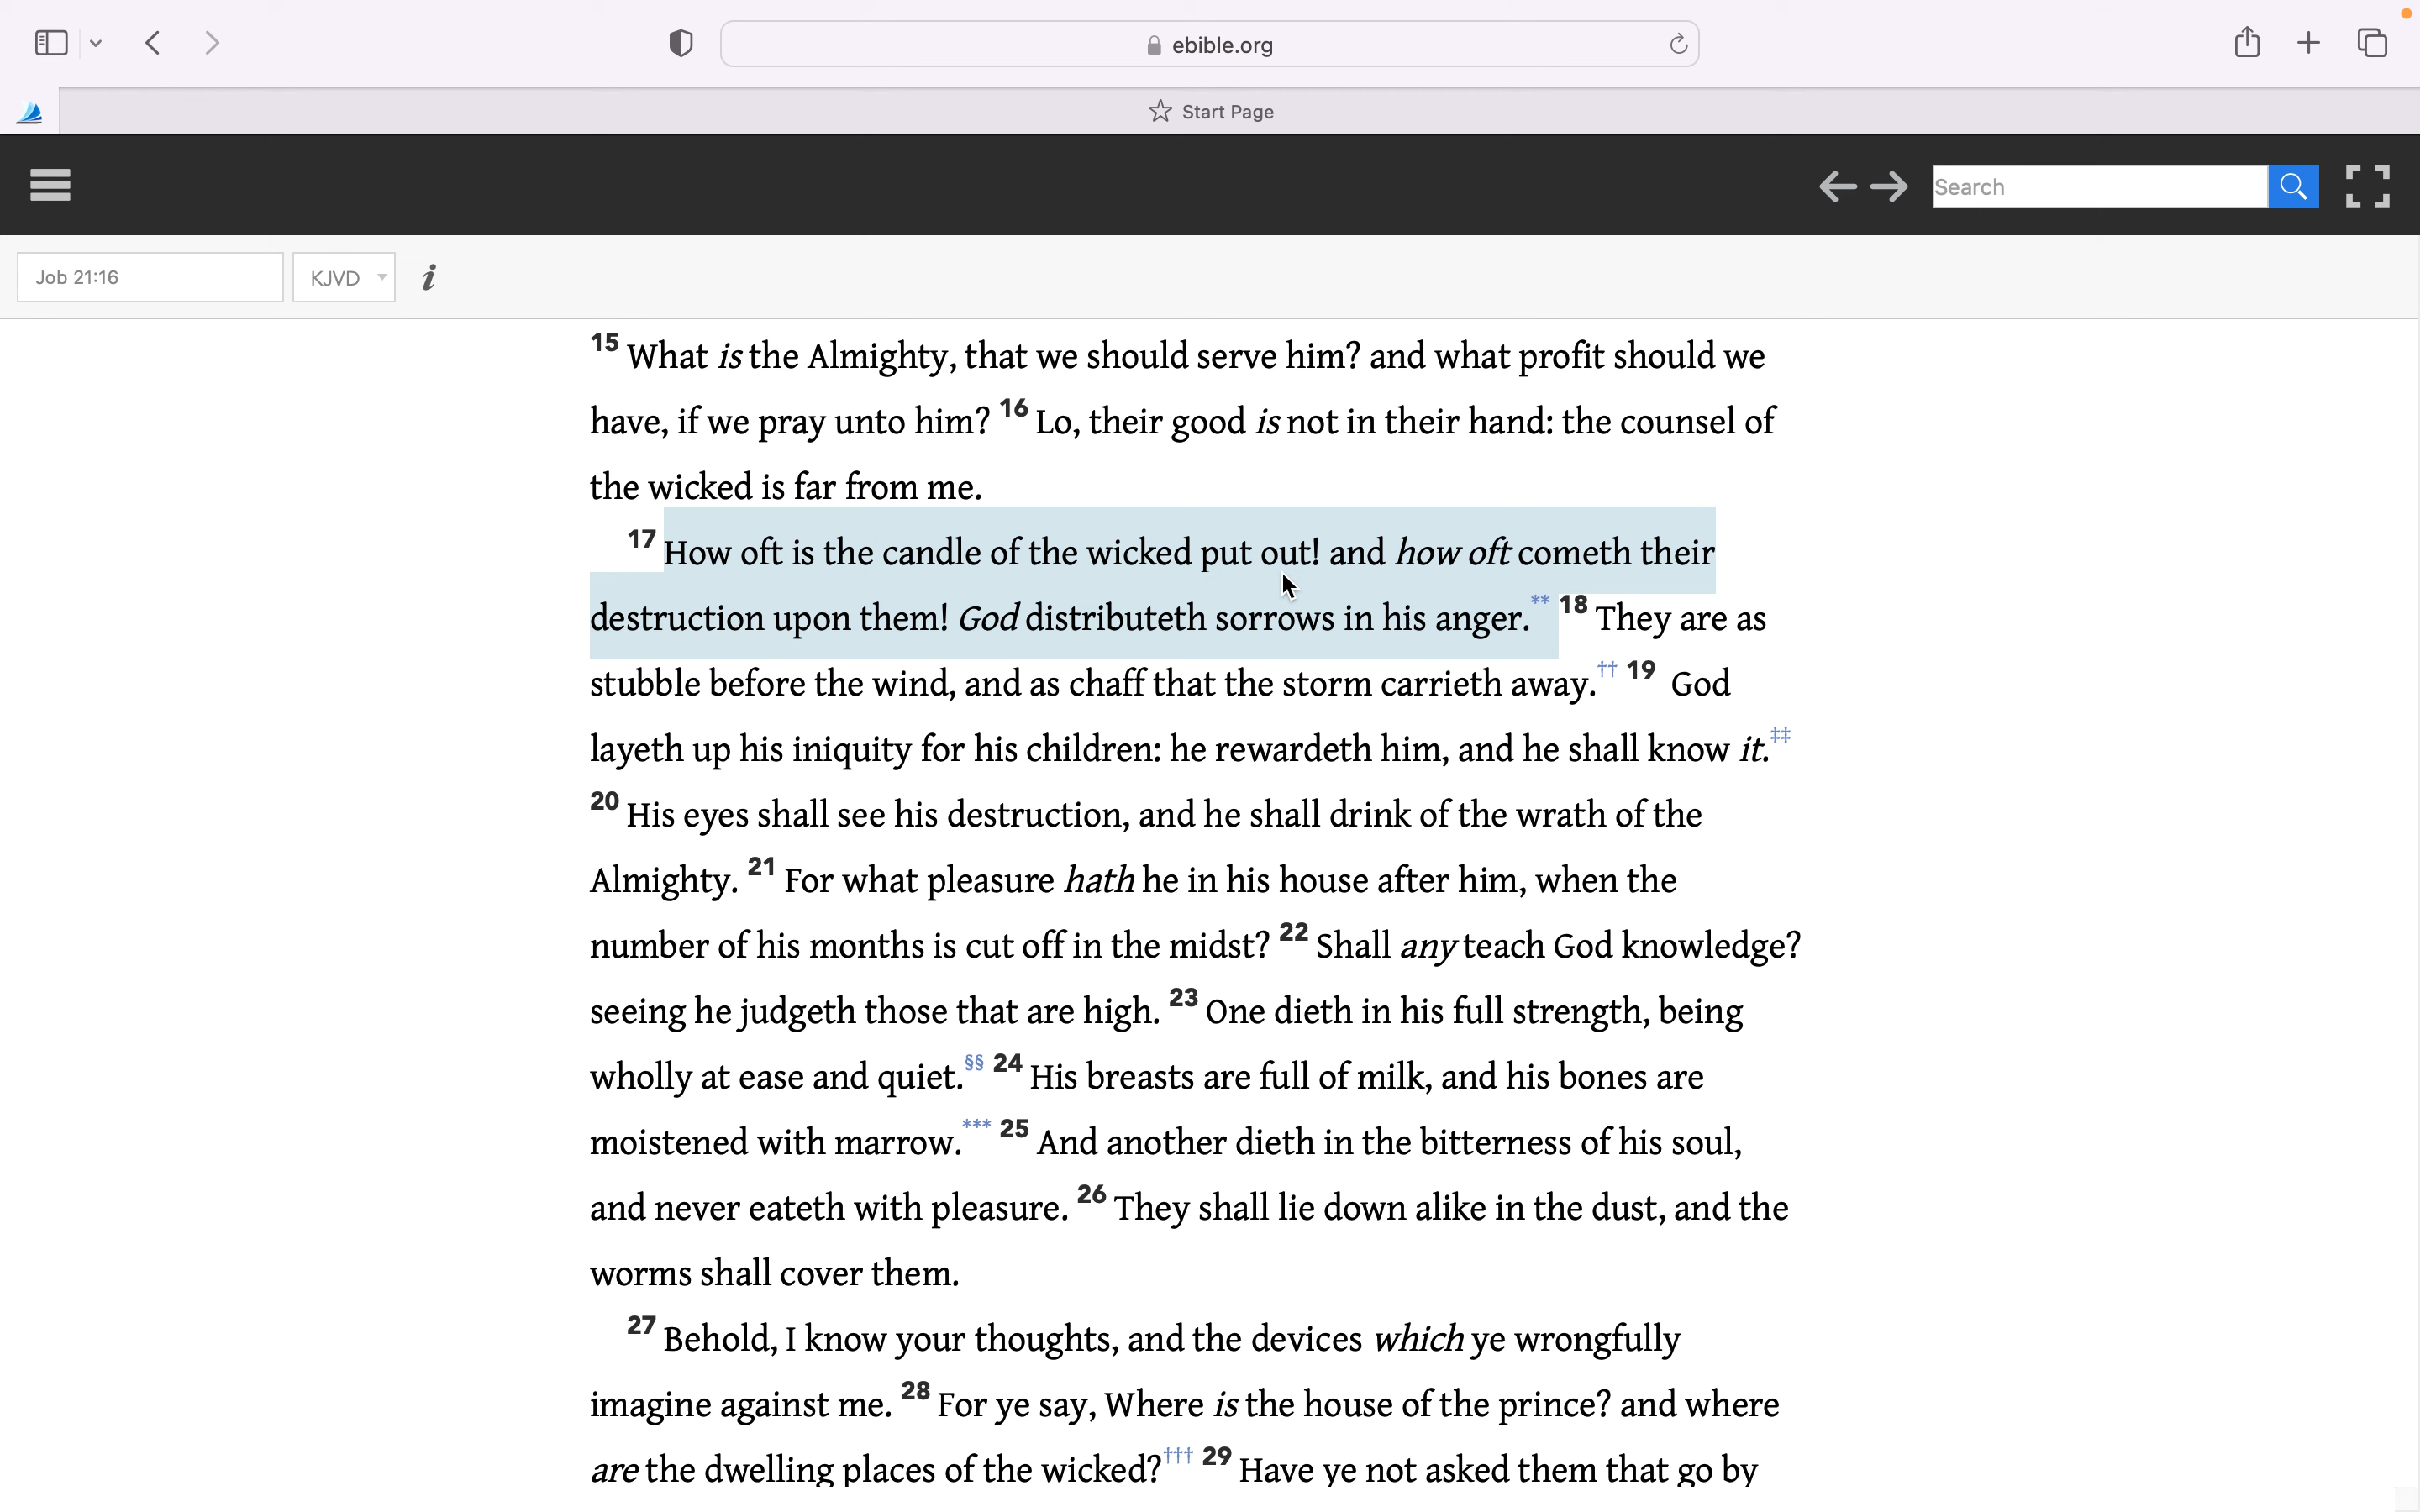 ebible.org
Start Page
Search
Job 21:16 KJVD i
15 What is the Almighty, that we should serve him? and what profit should we
have, if we pray unto him? 16 Lo, their good is not in their hand: the counsel of
the wicked is far from me.
17 How oft is the candle of the wicked put out! and how oft cometh their
destruction upon them! God distributeth sorrows in his anger.** 18 They are as
stubble before the wind, and as chaff that the storm carrieth away.†† 19 God
layeth up his iniquity for his children: he rewardeth him, and he shall know it.‡‡
20 His eyes shall see his destruction, and he shall drink of the wrath of the
Almighty. 21 For what pleasure hath he in his house after him, when the
number of his months is cut off in the midst? 22 Shall any teach God knowledge?
seeing he judgeth those that are high. 23 One dieth in his full strength, being
wholly at ease and quiet.§§ 24 His breasts are full of milk, and his bones are
moistened with marrow.*** 25 And another dieth in the bitterness of his soul,
and never eateth with pleasure. 26 They shall lie down alike in the dust, and the
worms shall cover them.
27 Behold, I know your thoughts, and the devices which ye wrongfully
imagine against me. 28 For ye say, Where is the house of the prince? and where
are the dwelling places of the wicked?††† 29 Have ye not asked them that go by